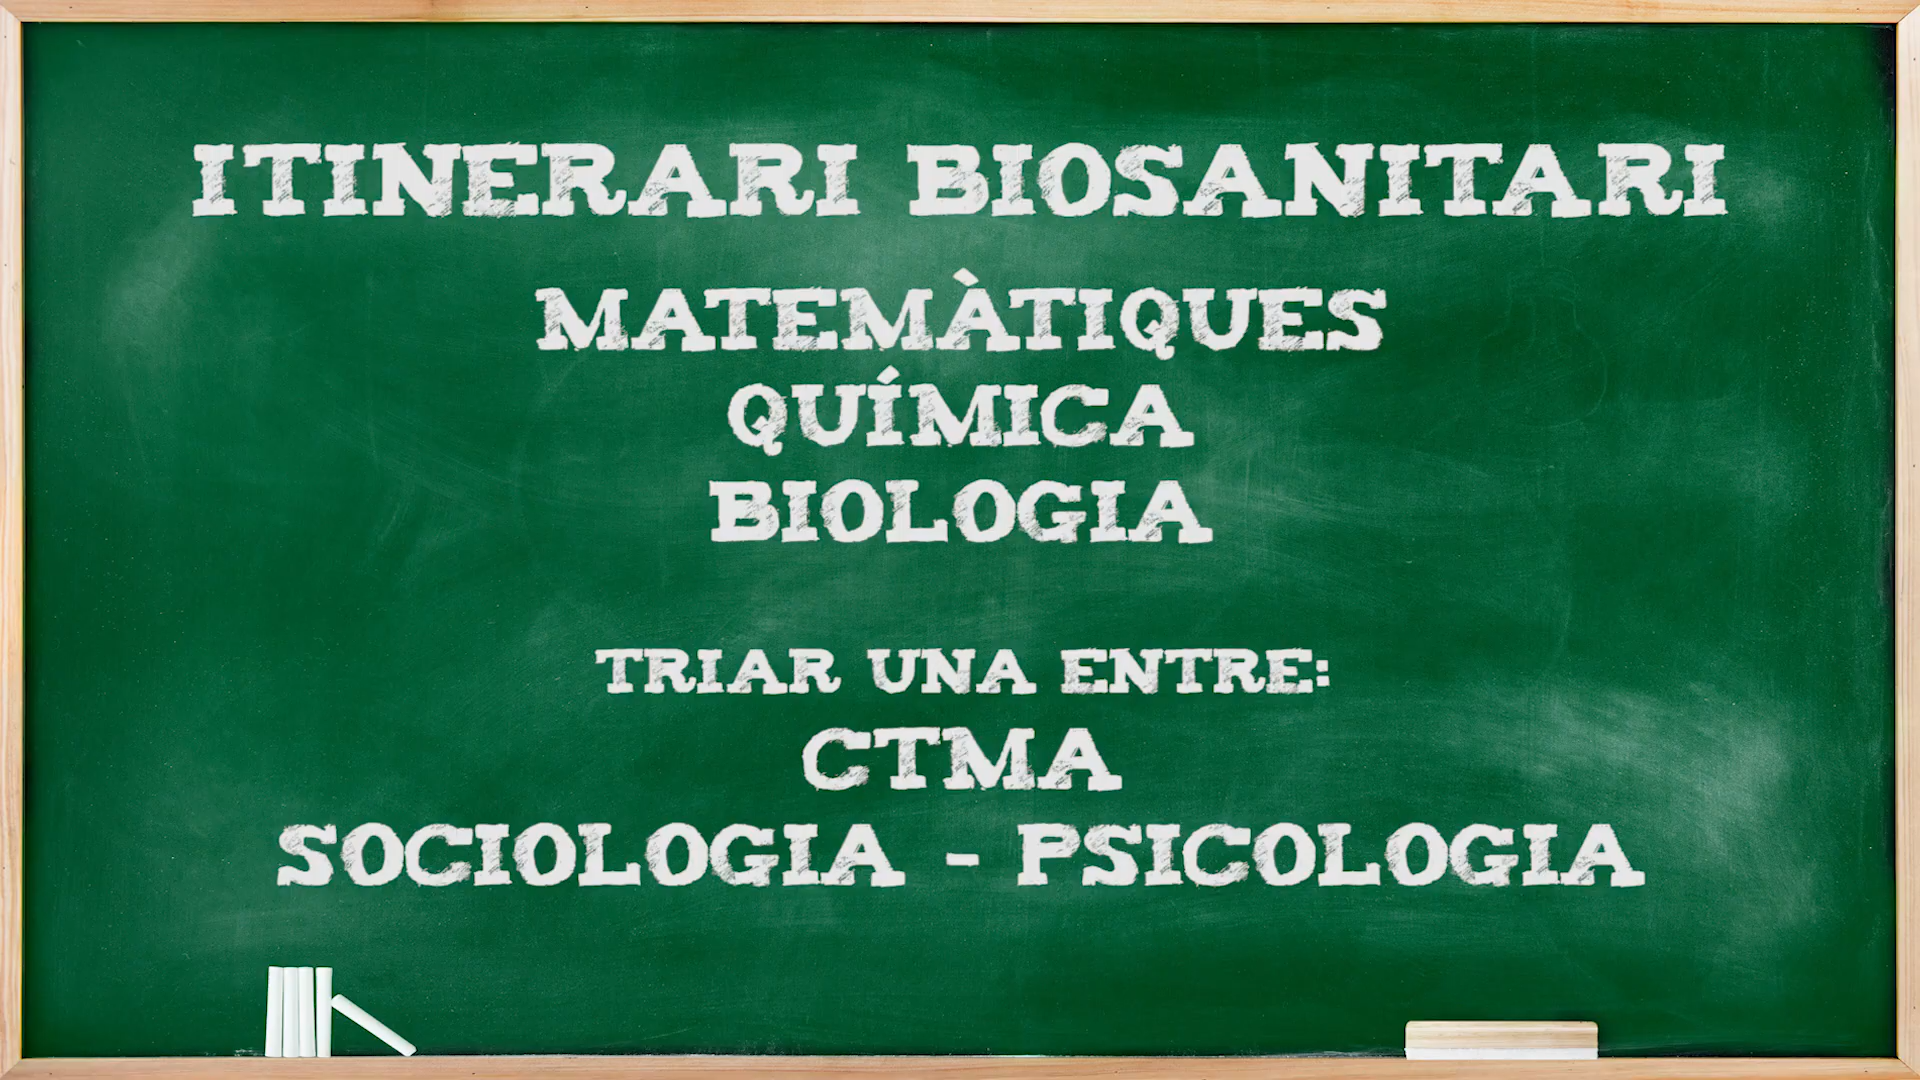 ITINERARI BIOSANITARI
MATEMÀTIQUES
QUÍMICA
BIOLOGIA
TRIAR UNA ENTRE:
CTMA
SOCIOLOGIA - PSICOLOGIA